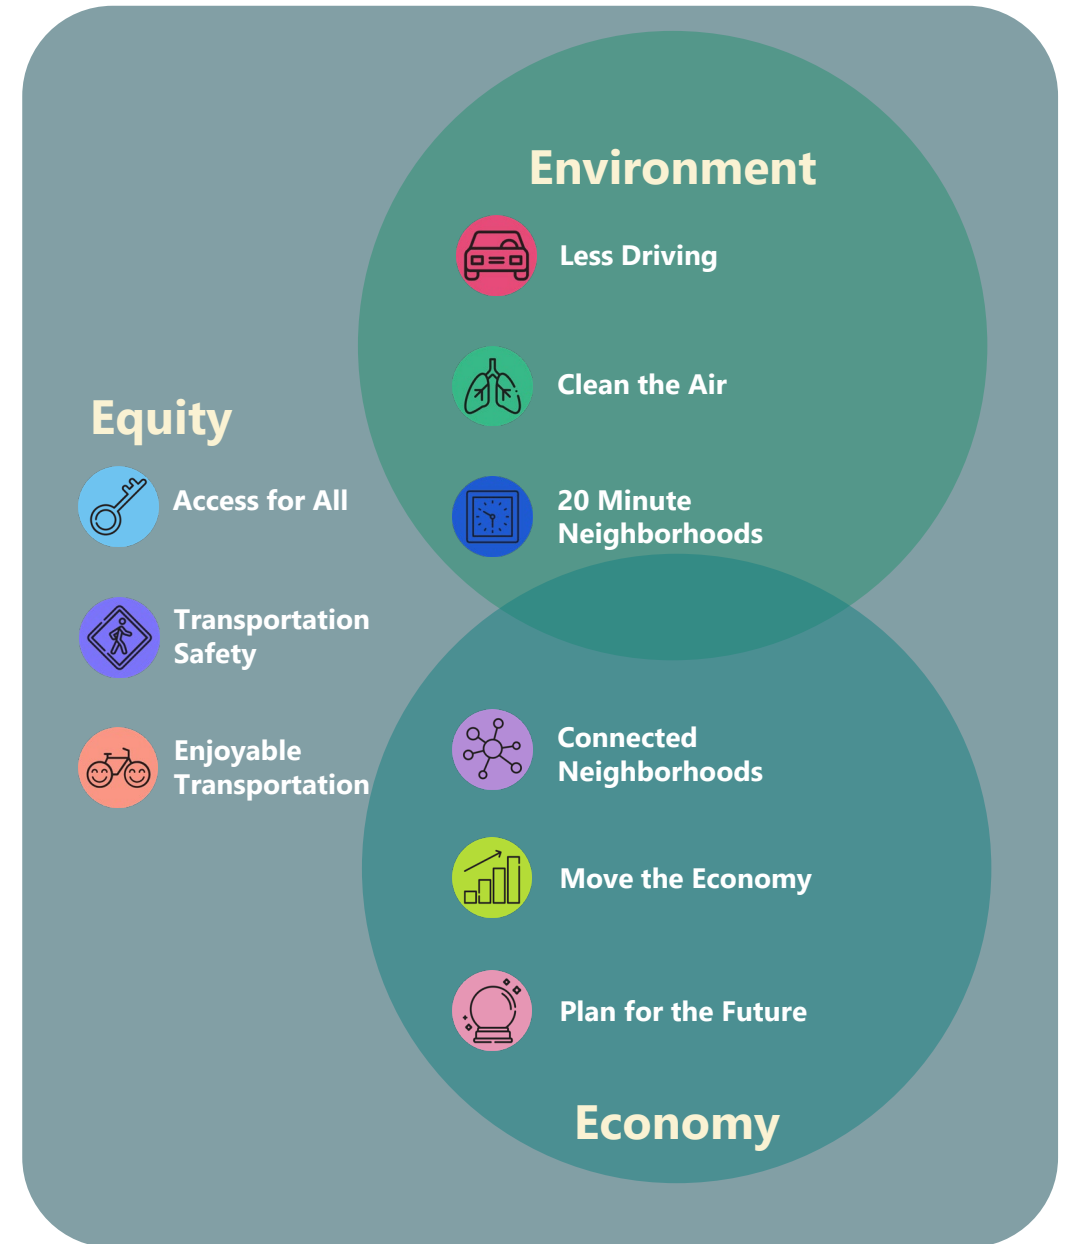 Environment
Less Driving
Clean the Air
20 Minute
Neighborhoods
Equity
Access for All
Transportation
Safety
Enjoyable
Transportation
Connected
Neighborhoods
Move the Economy
Plan for the Future
Economy